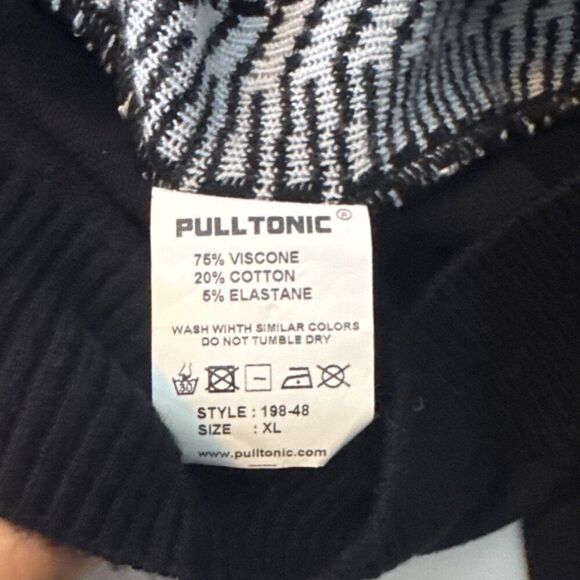 PULLTONIC®
75% VISCONE
20% COTTON
5% ELASTANE
WASH WIHTH SIMILAR COLORS
DO NOT TUMBLE DRY
30
STYLE : 198-48
SIZE : XL
www.pulltonic.com